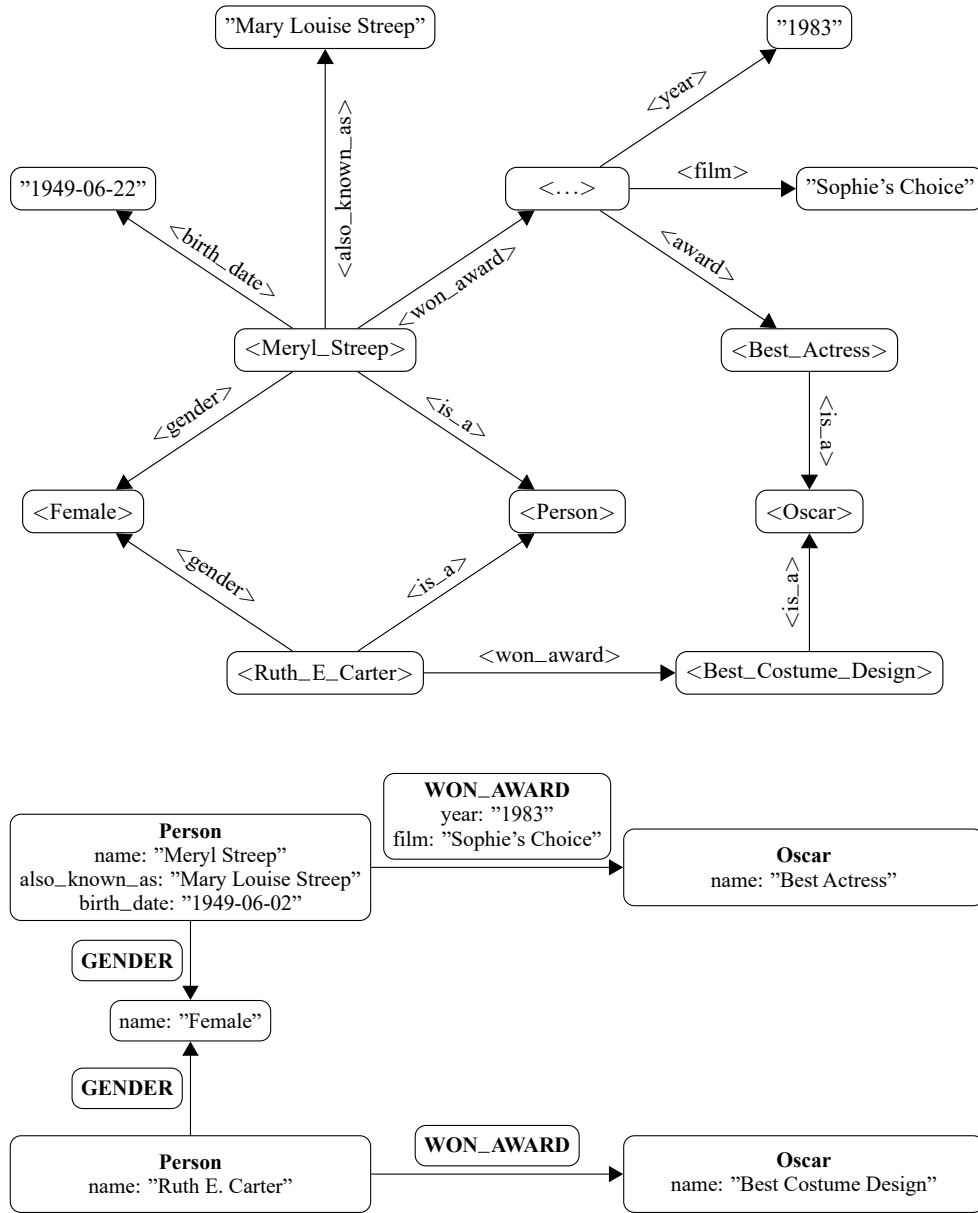 ”Mary Louise Streep”
”1983”
<year>
<also_known_as>
<film>
”1949-06-22”
<...>
”Sophie’s Choice”
<birth_date>
<won_award>
<award>
<Meryl_Streep>
<Best_Actress>
<gender>
<is_a>
<is_a>
<Female>
<Person>
<Oscar>
<gender>
<is_a>
<is_a>
<Ruth_E_Carter>
<won_award>
<Best_Costume_Design>
WON_AWARD
year: ”1983”
film: ”Sophie’s Choice”
Person
name: ”Meryl Streep”
also_known_as: ”Mary Louise Streep”
birth_date: ”1949-06-02”
Oscar
name: ”Best Actress”
GENDER
name: ”Female”
GENDER
WON_AWARD
Person
name: ”Ruth E. Carter”
Oscar
name: ”Best Costume Design”